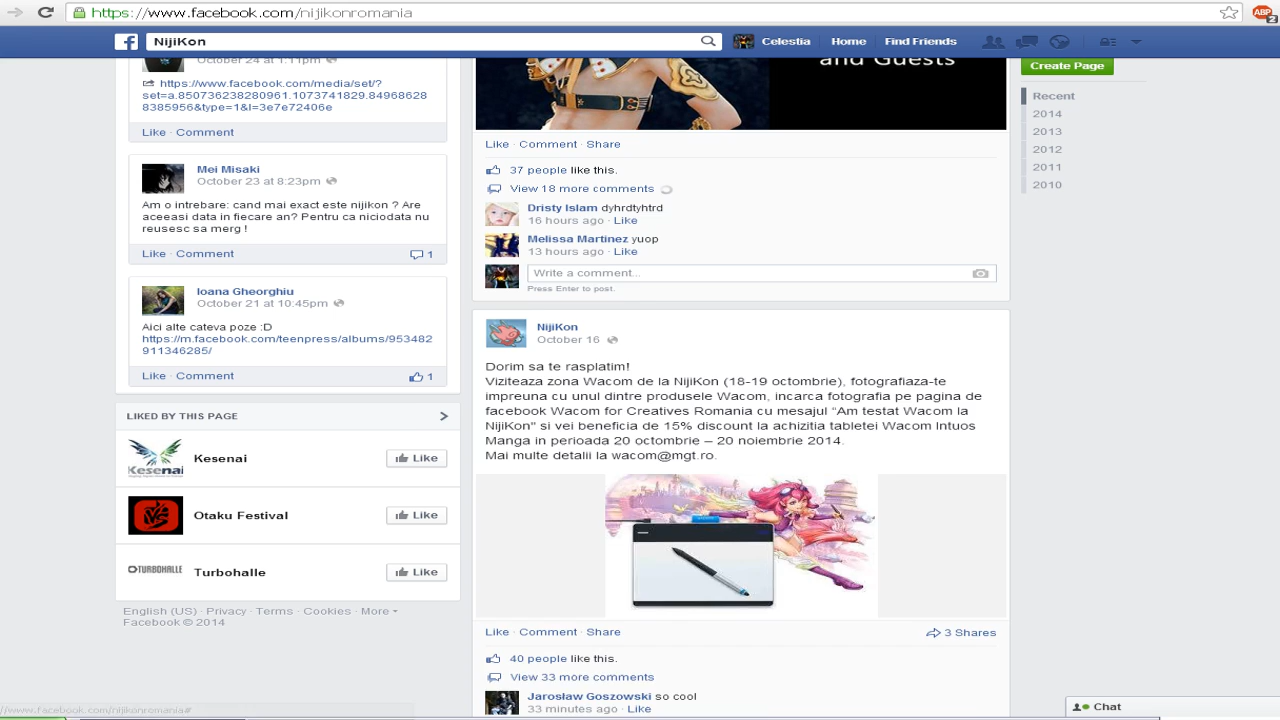 https://www.facebook.com/nijikonromania
ABP
2
NijiKon
Celestia
Home
Find Friends
October 24 at 1:11pm
https://www.facebook.com/media/set/?
set=a.850736238280961.1073741829.84968628
8385956&type=1&l=3e7e72406e
Like · Comment
Mei Misaki
October 23 at 8:23pm
Am o intrebare: cand mai exact este nijikon ? Are
aceeasi data in fiecare an? Pentru ca niciodata nu
reusesc sa merg !
Like · Comment
1
Ioana Gheorghiu
October 21 at 10:45pm
Aici alte cateva poze :D
https://m.facebook.com/teenpress/albums/953482
911346285/
Like · Comment
1
LIKED BY THIS PAGE
Kesenai
Kesenai
Like
Otaku Festival
Like
TURBOHALLE
Turbohalle
Like
English (US) · Privacy · Terms · Cookies · More
Facebook © 2014
//www.facebook.com/nijikonromania#
and Guests
Like · Comment · Share
37 people like this.
View 18 more comments
Dristy Islam dyhrdtyhtrd
16 hours ago · Like
Melissa Martinez yuop
13 hours ago · Like
Write a comment...
Press Enter to post.
NijiKon
October 16
Dorim sa te rasplatim!
Viziteaza zona Wacom de la NijiKon (18-19 octombrie), fotografiaza-te
impreuna cu unul dintre produsele Wacom, incarca fotografia pe pagina de
facebook Wacom for Creatives Romania cu mesajul “Am testat Wacom la
NijiKon" si vei beneficia de 15% discount la achizitia tabletei Wacom Intuos
Manga in perioada 20 octombrie – 20 noiembrie 2014.
Mai multe detalii la wacom@mgt.ro.
Like · Comment · Share
3 Shares
40 people like this.
View 33 more comments
Jarosław Goszowski so cool
33 minutes ago · Like
Create Page
Recent
2014
2013
2012
2011
2010
Chat